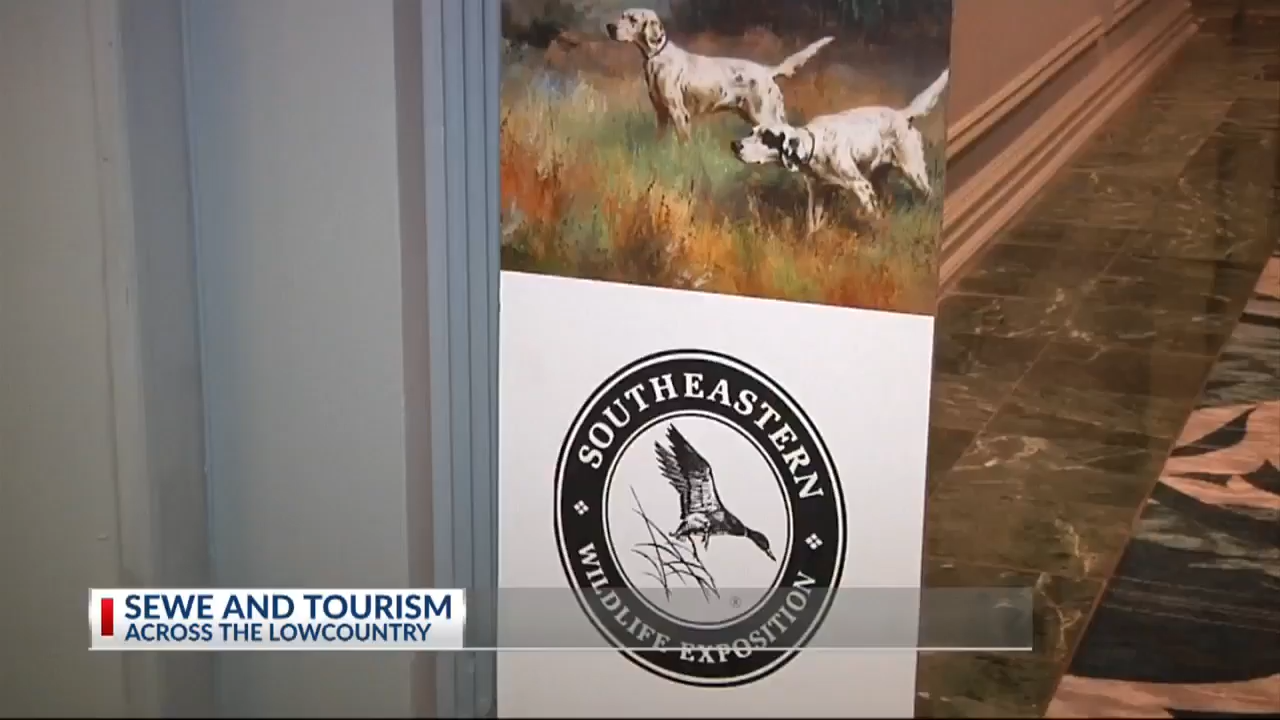 SOUTHEASTERN
WILDLIFE EXPOSITION
®
SEWE AND TOURISM
ACROSS THE LOWCOUNTRY